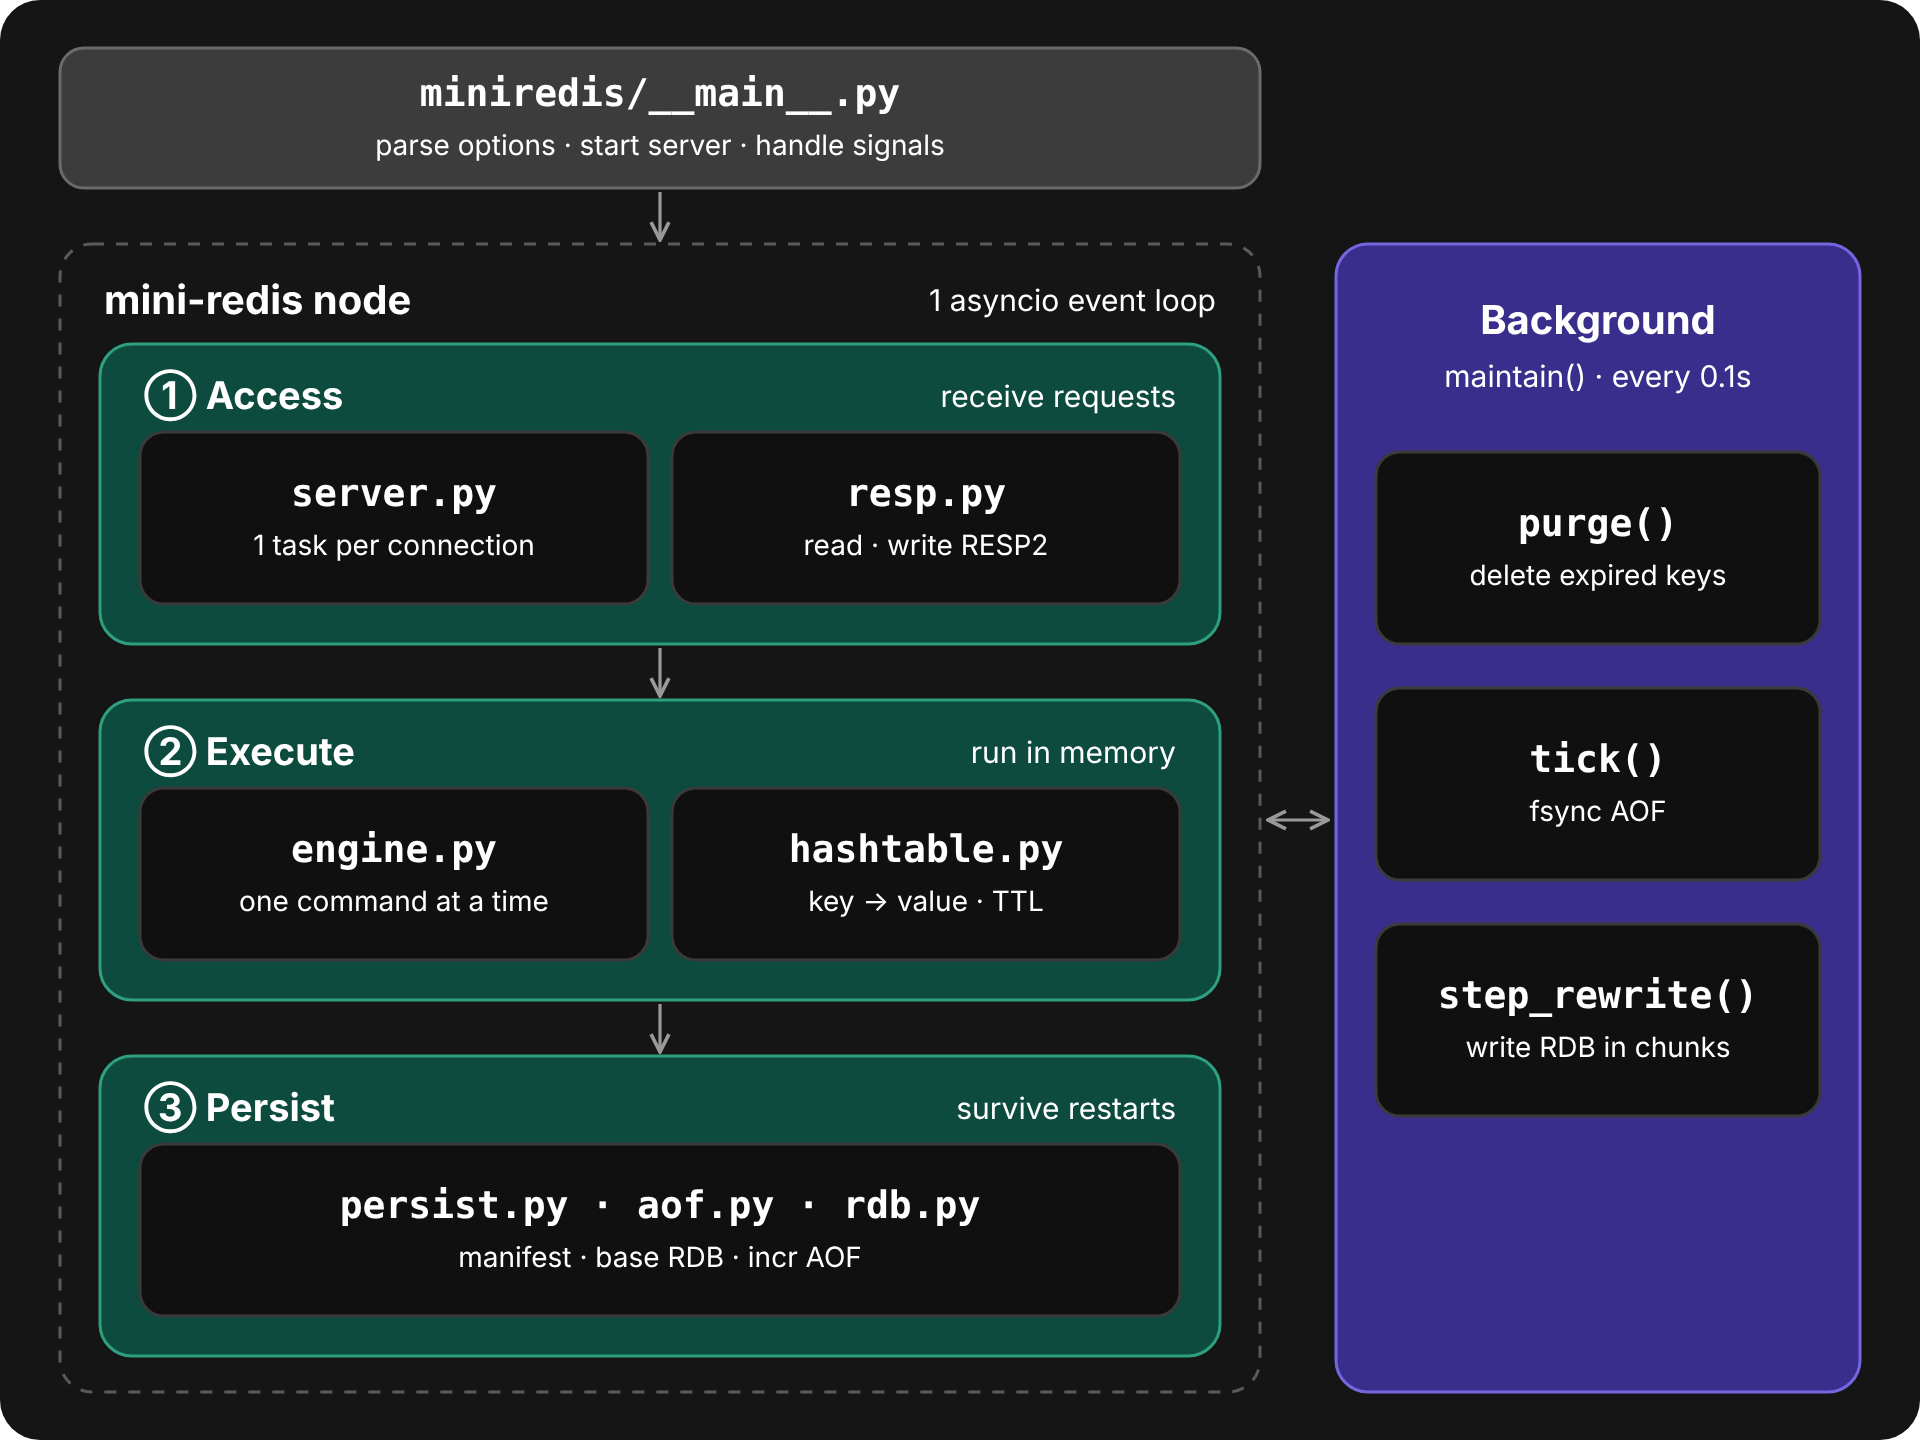 miniredis/__main__.py
parse options · start server · handle signals
mini-redis node
1 asyncio event loop
① Access
receive requests
server.py
1 task per connection
resp.py
read · write RESP2
② Execute
run in memory
engine.py
one command at a time
hashtable.py
key → value · TTL
③ Persist
survive restarts
persist.py · aof.py · rdb.py
manifest · base RDB · incr AOF
Background
maintain() · every 0.1s
purge()
delete expired keys
tick()
fsync AOF
step_rewrite()
write RDB in chunks